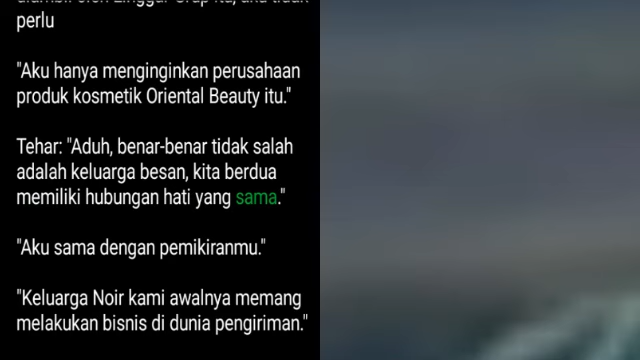 perlu
"Aku hanya menginginkan perusahaan
produk kosmetik Oriental Beauty itu."
Tehar: "Aduh, benar-benar tidak salah
adalah keluarga besan, kita berdua
memiliki hubungan hati yang sama."
"Aku sama dengan pemikiranmu."
"Keluarga Noir kami awalnya memang
melakukan bisnis di dunia pengiriman."